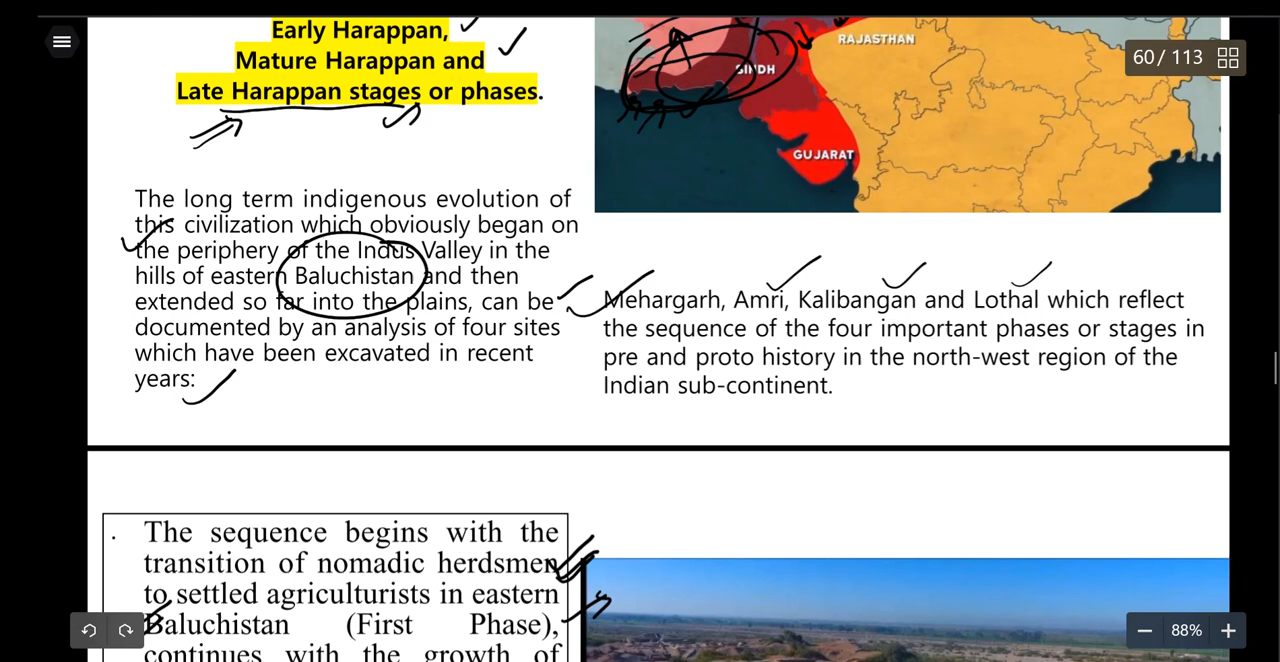 Early Harappan,
Mature Harappan and
Late Harappan stages or phases.
RAJASTHAN
SINDH
GUJARAT
60 / 113
The long term indigenous evolution of
this civilization which obviously began on
the periphery of the Indus Valley in the
hills of eastern Baluchistan and then
extended so far into the plains, can be
documented by an analysis of four sites
which have been excavated in recent
years:
Mehargarh, Amri, Kalibangan and Lothal which reflect
the sequence of the four important phases or stages in
pre and proto history in the north-west region of the
Indian sub-continent.
. The sequence begins with the
transition of nomadic herdsmen
to settled agriculturists in eastern
Baluchistan (First Phase),
continues with the growth of
88%